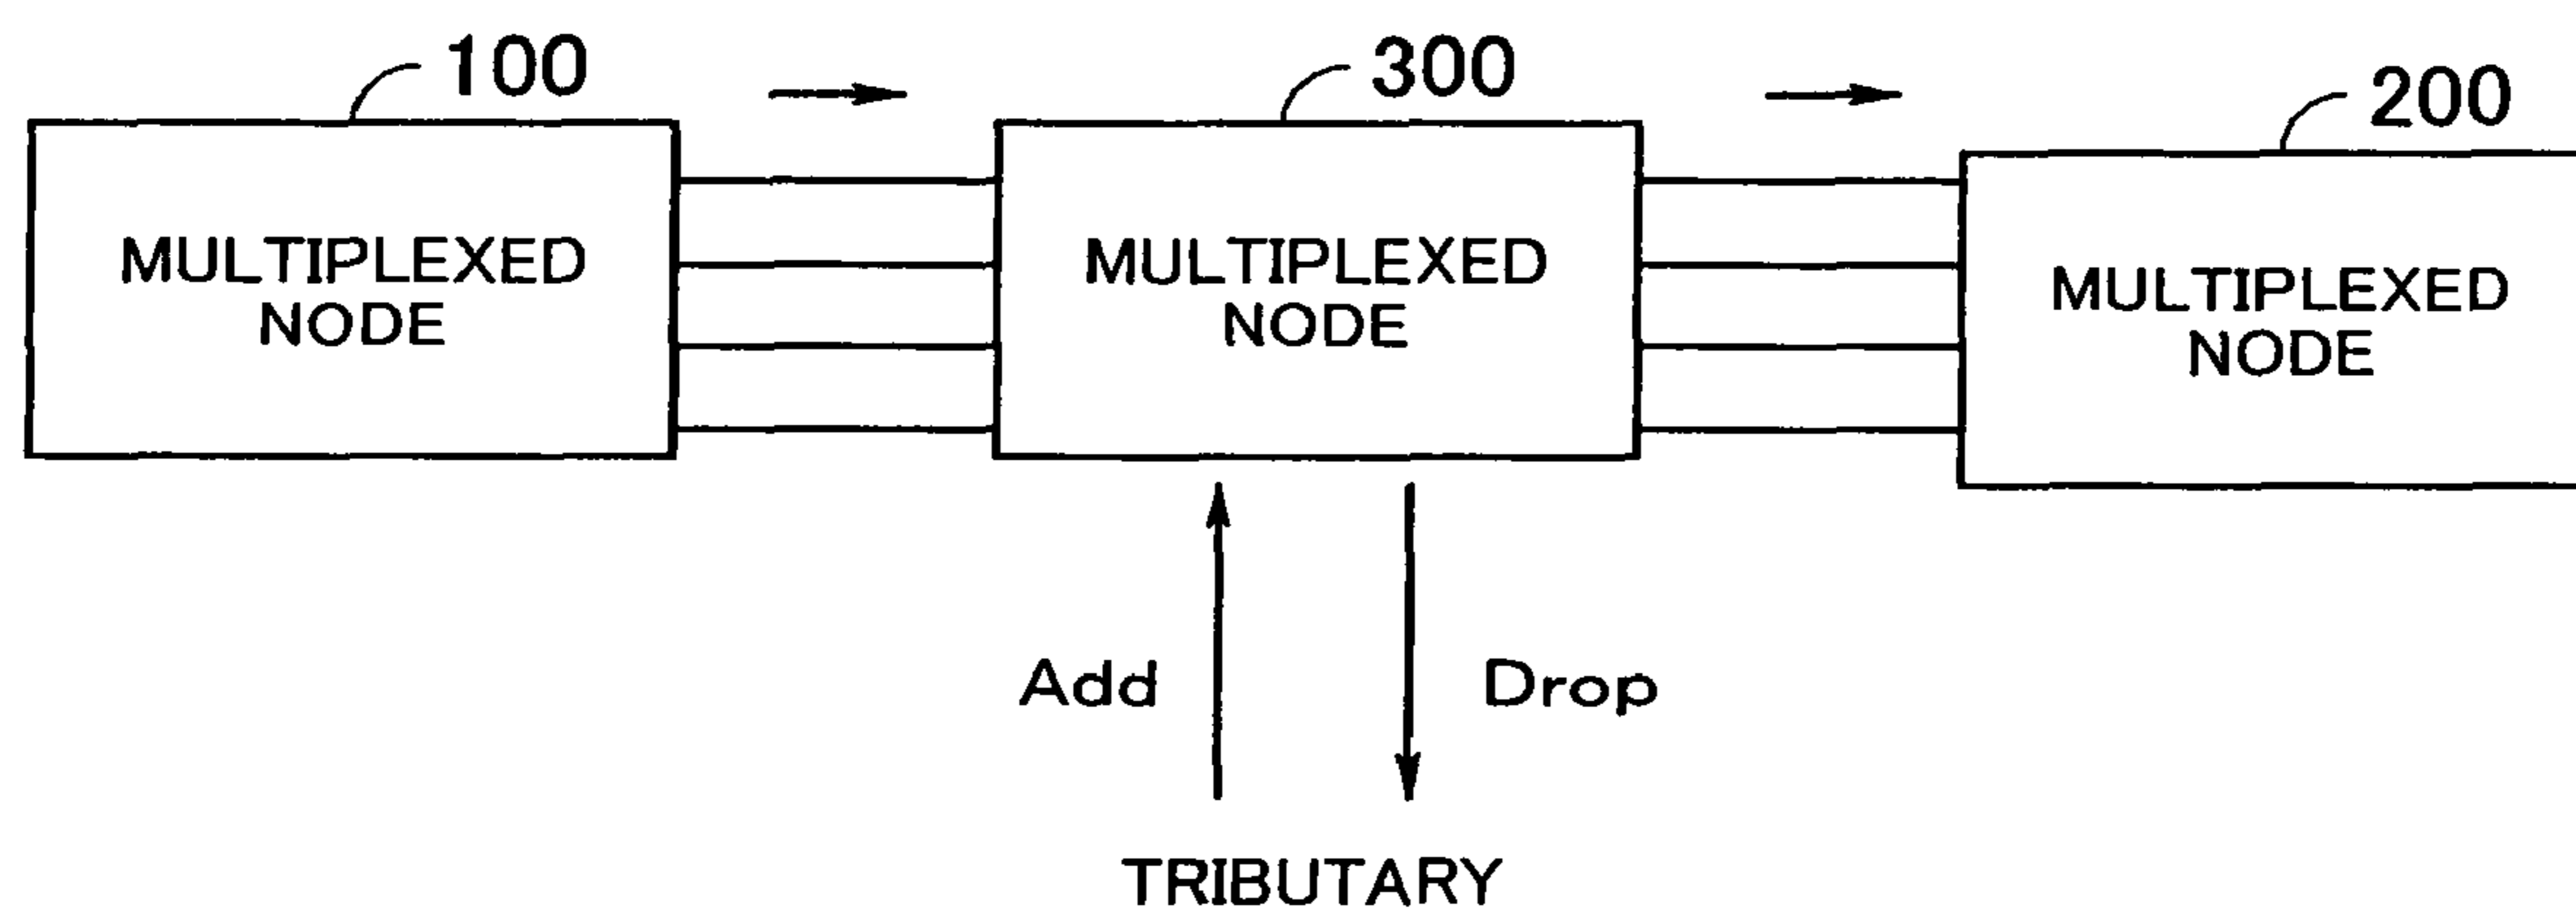 100
300
200
MULTIPLEXED
NODE
MULTIPLEXED
NODE
MULTIPLEXED
NODE
Add
Drop
TRIBUTARY